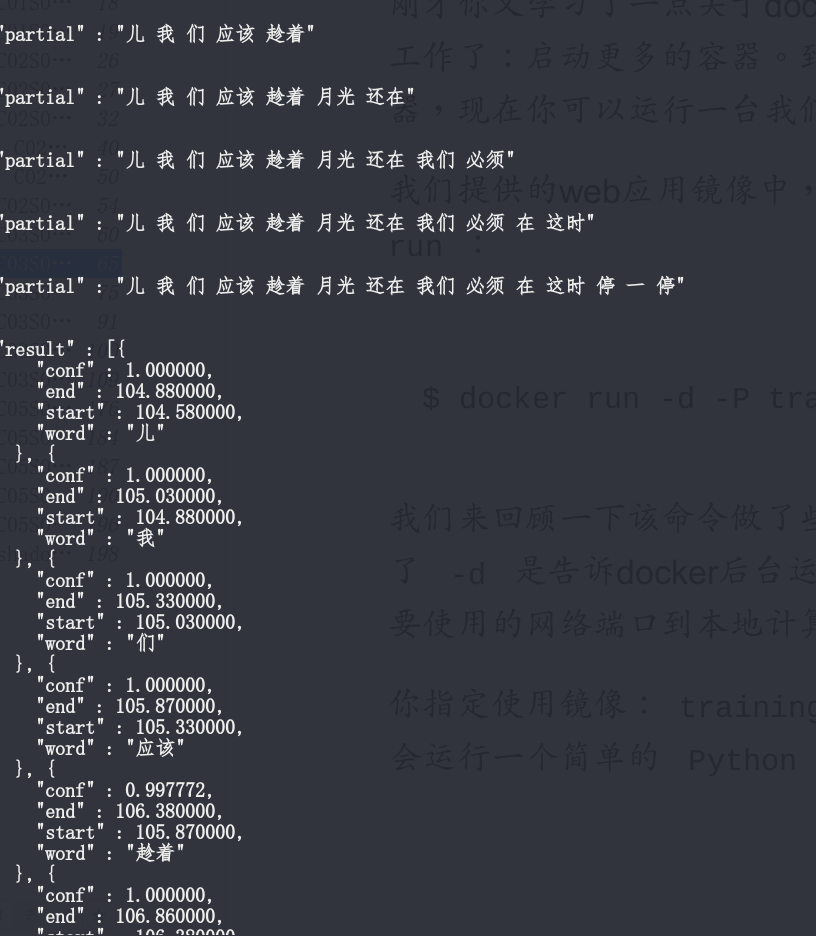 "partial" : "儿 我 们 应该 趁着"
"partial" : "儿 我 们 应该 趁着 月光 还在"
"partial" : "儿 我 们 应该 趁着 月光 还在 我们 必须"
"partial" : "儿 我 们 应该 趁着 月光 还在 我们 必须 在 这时"
"partial" : "儿 我 们 应该 趁着 月光 还在 我们 必须 在 这时 停 一 停"
"result" : [{
"conf" : 1.000000,
"end" : 104.880000,
"start" : 104.580000,
"word" : "儿"
}, {
"conf" : 1.000000,
"end" : 105.030000,
"start" : 104.880000,
"word" : "我"
}, {
"conf" : 1.000000,
"end" : 105.330000,
"start" : 105.030000,
"word" : "们"
}, {
"conf" : 1.000000,
"end" : 105.870000,
"start" : 105.330000,
"word" : "应该"
}, {
"conf" : 0.997772,
"end" : 106.380000,
"start" : 105.870000,
"word" : "趁着"
}, {
"conf" : 1.000000,
"end" : 106.860000,
"start" : 106.380000
刚才你又学习了一点关于doc
工作了：启动更多的容器。到
器，现在你可以运行一台我们
我们提供的web应用镜像中，
run ：
$ docker run -d -P tra
我们来回顾一下该命令做了些
了 -d 是告诉docker后台运
要使用的网络端口到本地计算
你指定使用镜像： training
会运行一个简单的 Python